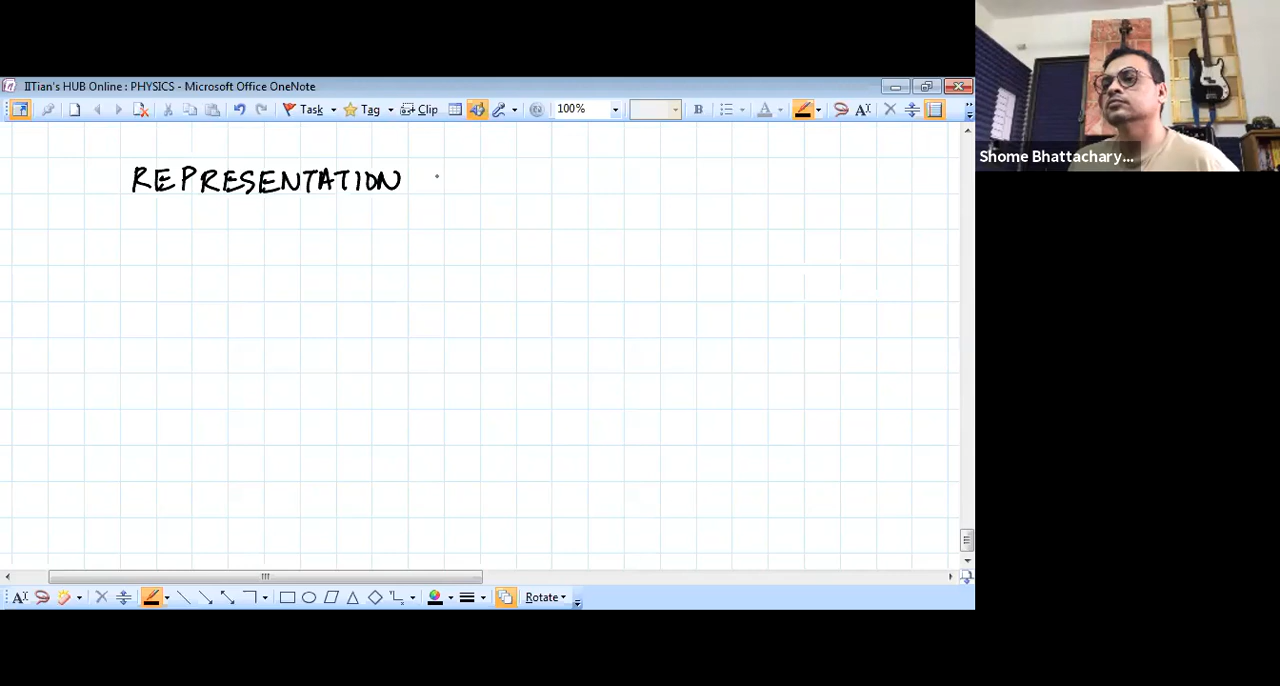 IITian's HUB Online : PHYSICS - Microsoft Office OneNote
Task Tag Clip 100% B A
REPRESENTATION
Shome Bhattachary...
Rotate